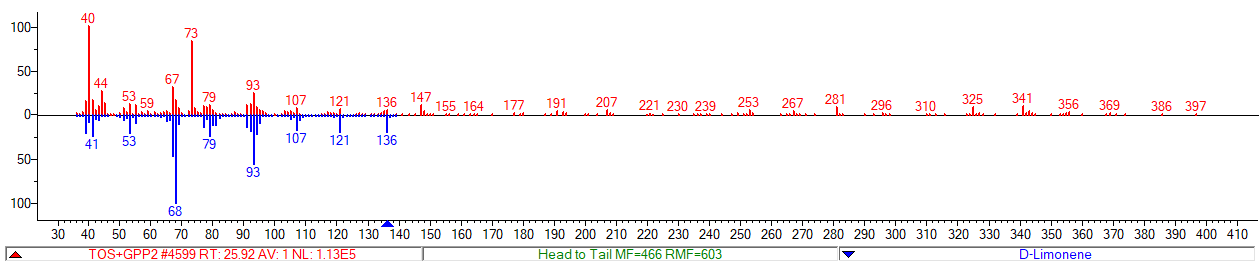 100 40 73
50 44 53 59 67 79 93 107 121 136 147 155 164 177 191 207 221 230 239 253 267 281 296 310 325 341 356 369 386 397
0
50 41 53 79 93 107 121 136
100 68
30 40 50 60 70 80 90 100 110 120 130 140 150 160 170 180 190 200 210 220 230 240 250 260 270 280 290 300 310 320 330 340 350 360 370 380 390 400 410
TOS+GPP2 #4599 RT: 25.92 AV: 1 NL: 1.13E5 Head to Tail MF=466 RMF=603 D-Limonene